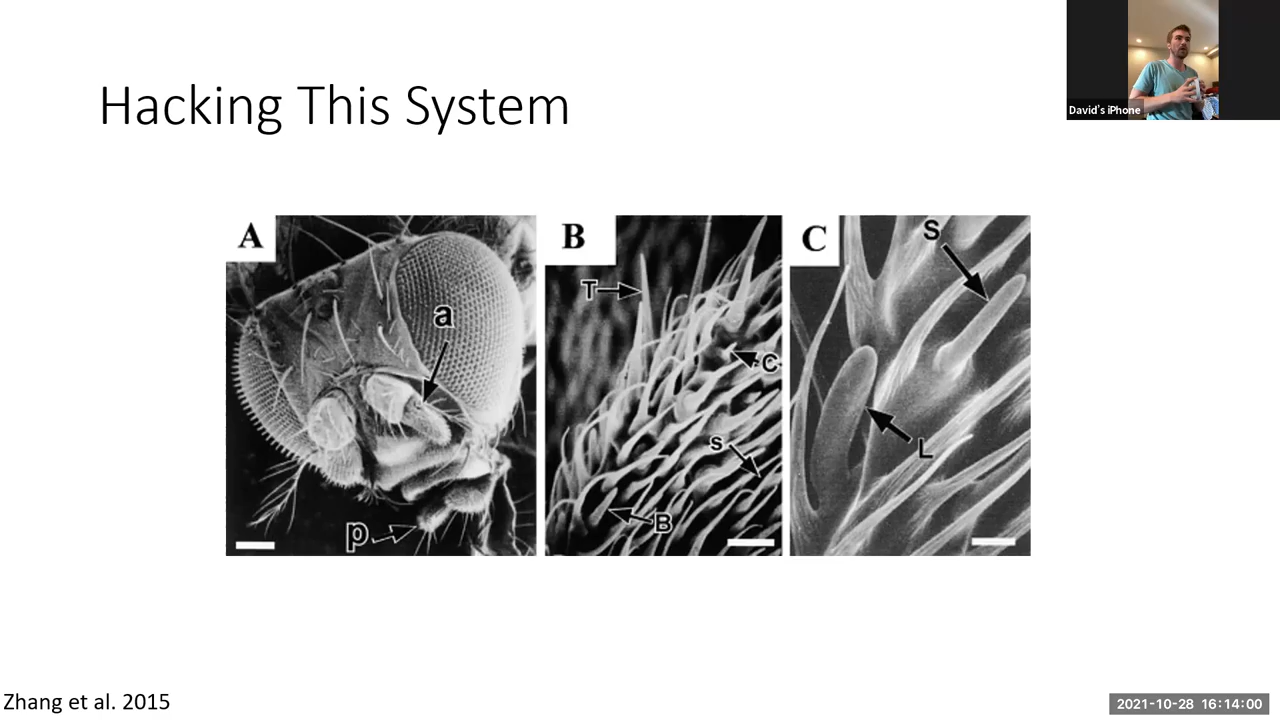 David's iPhone
Hacking This System
A
a
p
B
T
C
s
B
C
S
L
Zhang et al. 2015
2021-10-28 16:14:00